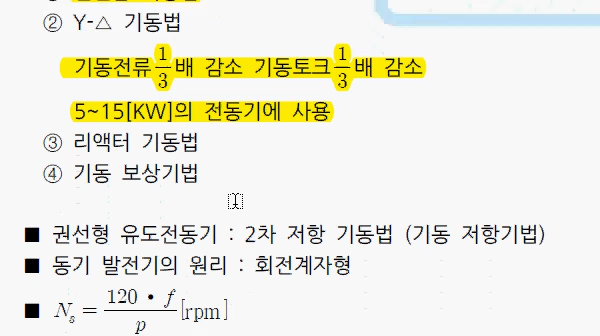 ② Y-△ 기동법
기동전류 1/3배 감소 기동토크 1/3배 감소
5~15[KW]의 전동기에 사용
③ 리액터 기동법
④ 기동 보상기법
■ 권선형 유도전동기 : 2차 저항 기동법 (기동 저항기법)
■ 동기 발전기의 원리 : 회전계자형
■ N_s = 120 • f / p [rpm]